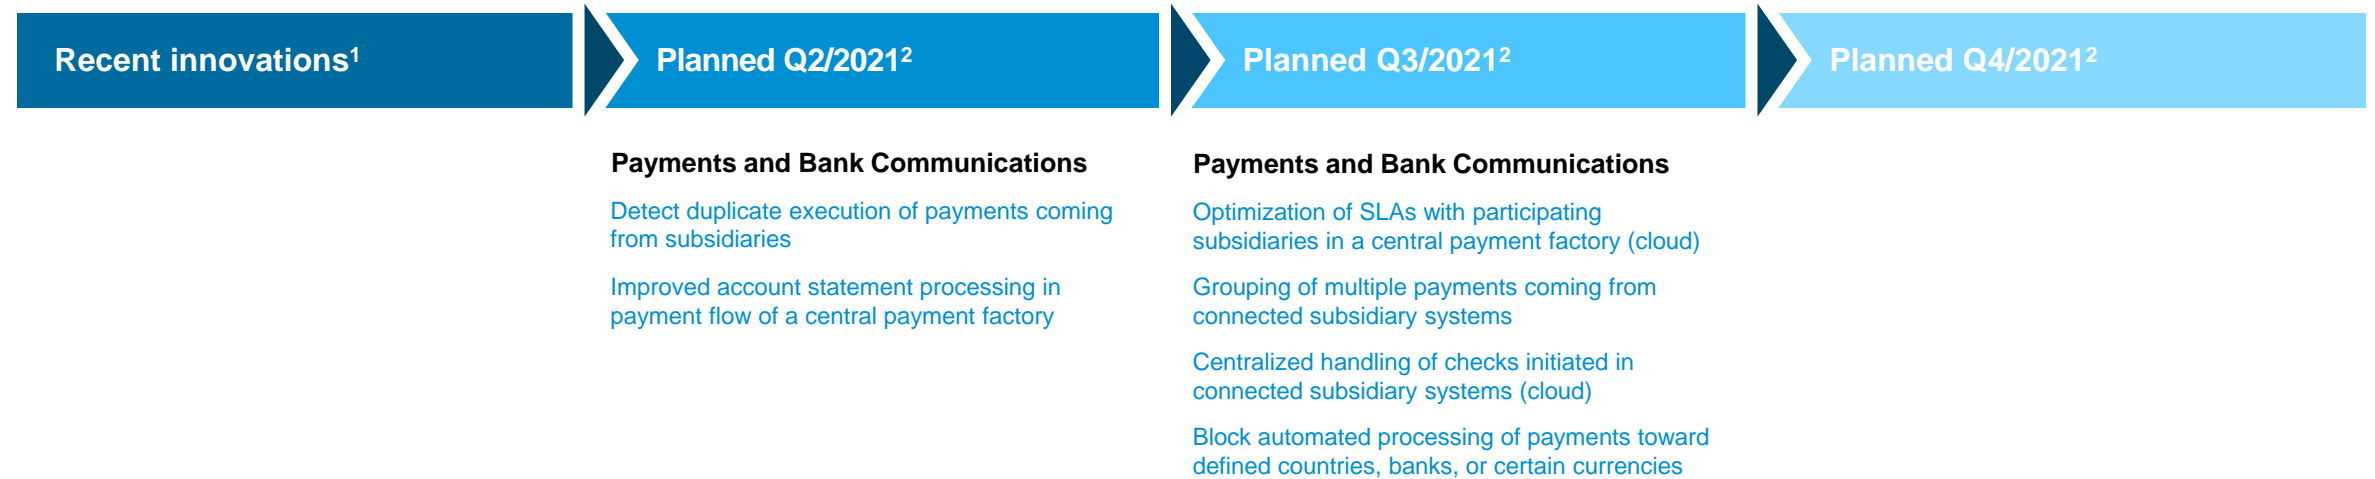 Recent innovations¹
Planned Q2/2021²
Planned Q3/2021²
Planned Q4/2021²
Payments and Bank Communications
Detect duplicate execution of payments coming
from subsidiaries
Improved account statement processing in
payment flow of a central payment factory
Payments and Bank Communications
Optimization of SLAs with participating
subsidiaries in a central payment factory (cloud)
Grouping of multiple payments coming from
connected subsidiary systems
Centralized handling of checks initiated in
connected subsidiary systems (cloud)
Block automated processing of payments toward
defined countries, banks, or certain currencies